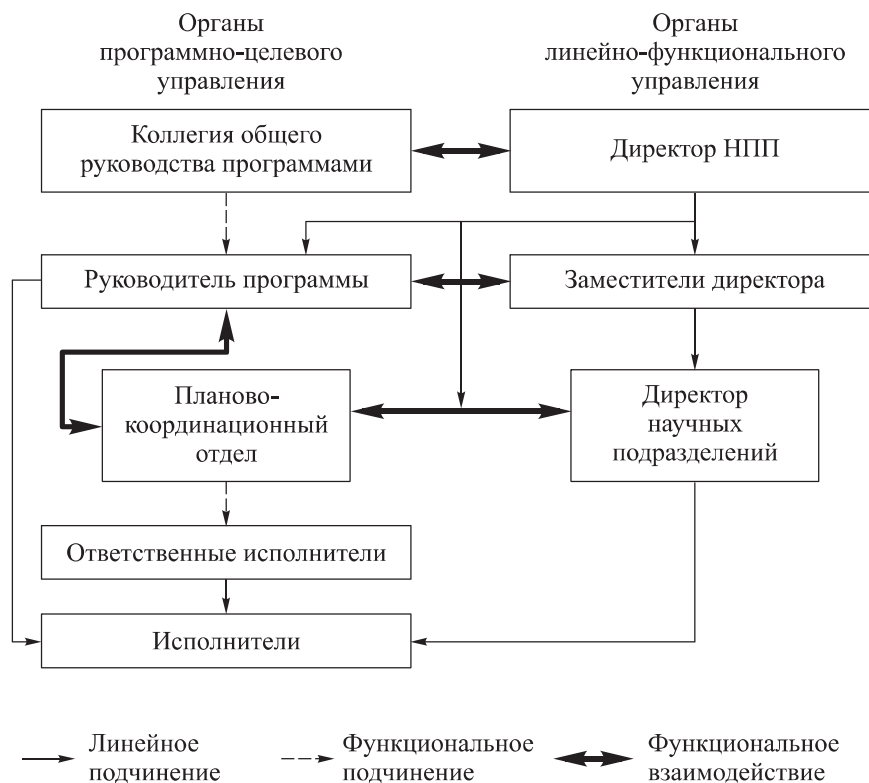 Органы
программно-целевого
управления
Органы
линейно-функционального
управления
Коллегия общего
руководства программами
Директор НПП
Руководитель программы
Заместители директора
Планово-
координационный
отдел
Директор
научных
подразделений
Ответственные исполнители
Исполнители
Линейное
подчинение
Функциональное
подчинение
Функциональное
взаимодействие